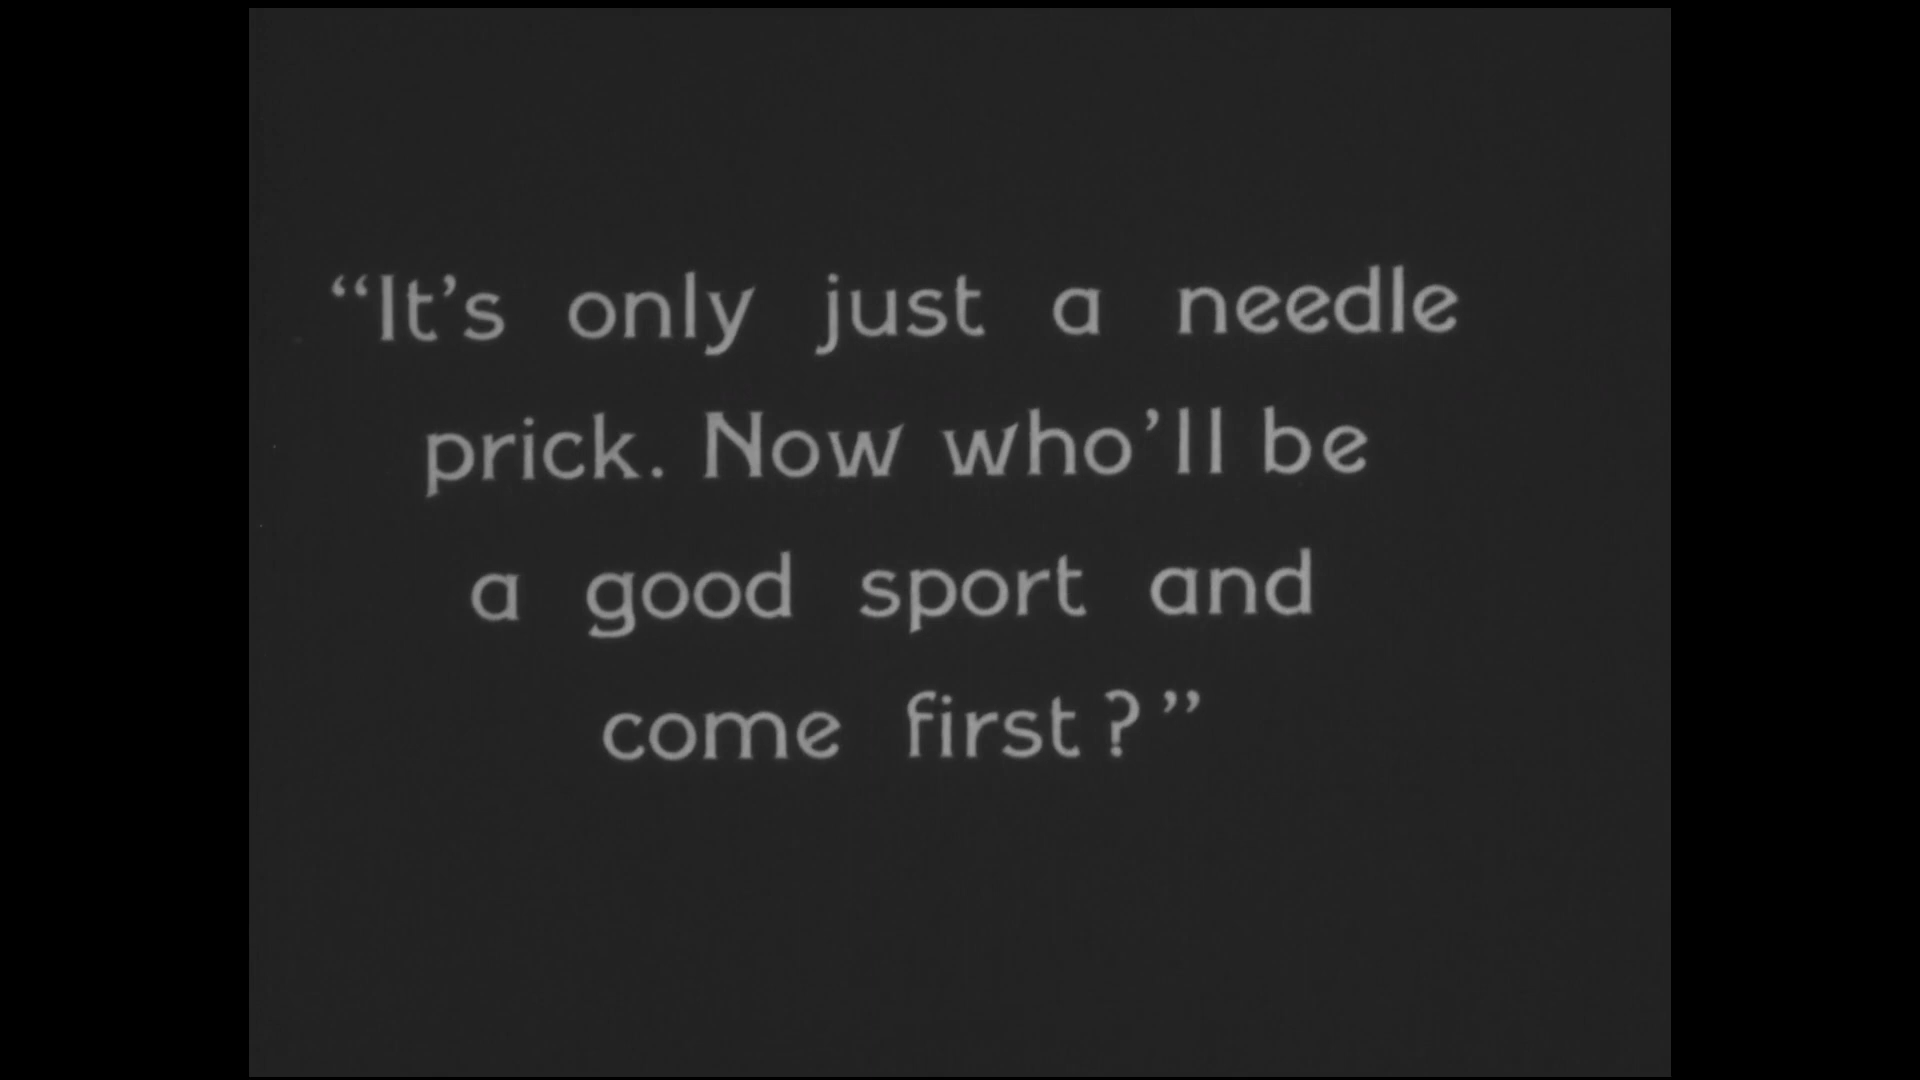 “It’s only just a needle
prick. Now who’ll be
a good sport and
come first?”